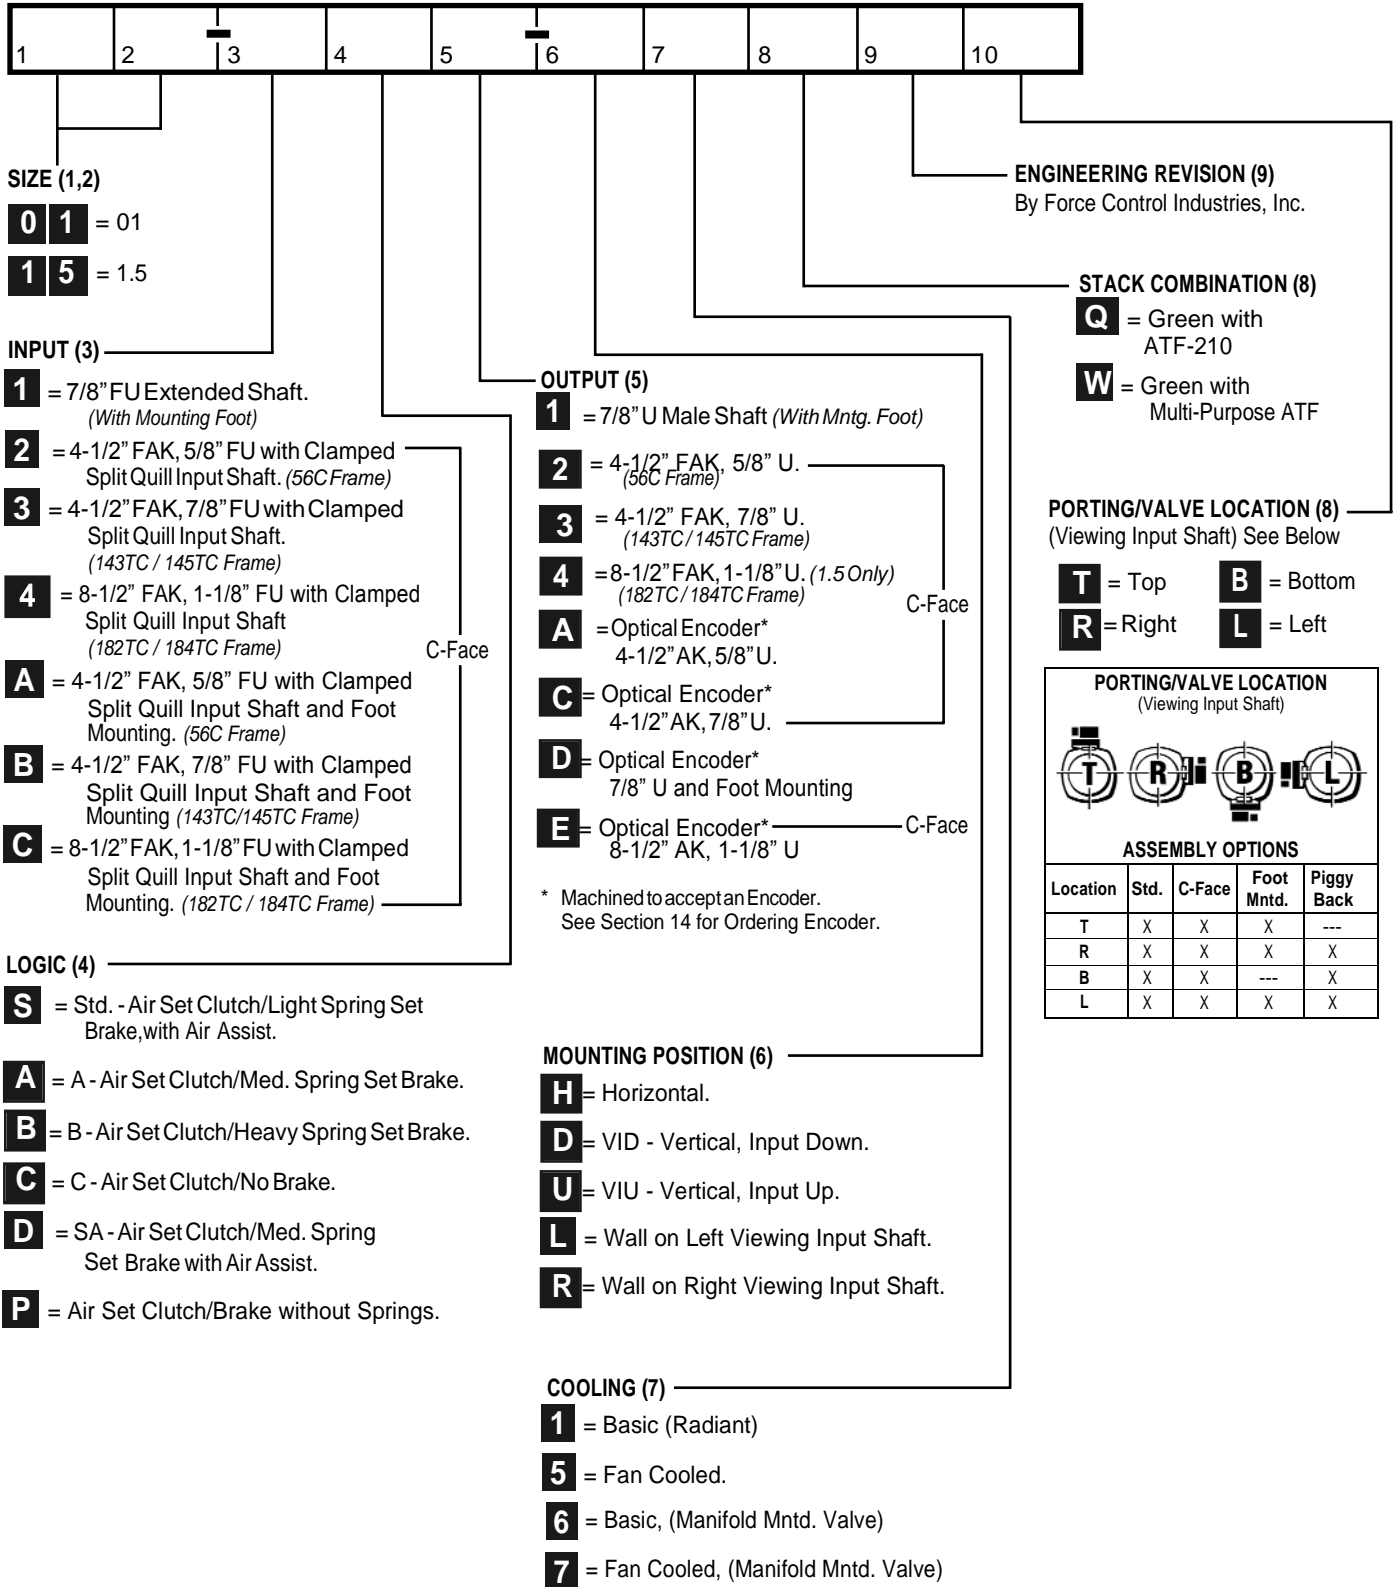 1 2 3 4 5 6 7 8 9 10
SIZE (1,2)
0 1 = 01
1 5 = 1.5
INPUT (3)
1 = 7/8” FU Extended Shaft.
(With Mounting Foot)
2 = 4-1/2” FAK, 5/8” FU with Clamped
Split Quill Input Shaft. (56C Frame)
3 = 4-1/2” FAK, 7/8” FU with Clamped
Split Quill Input Shaft.
(143TC / 145TC Frame)
4 = 8-1/2” FAK, 1-1/8” FU with Clamped
Split Quill Input Shaft
(182TC / 184TC Frame)
C-Face
A = 4-1/2” FAK, 5/8” FU with Clamped
Split Quill Input Shaft and Foot
Mounting. (56C Frame)
B = 4-1/2” FAK, 7/8” FU with Clamped
Split Quill Input Shaft and Foot
Mounting (143TC/145TC Frame)
C = 8-1/2” FAK, 1-1/8” FU with Clamped
Split Quill Input Shaft and Foot
Mounting. (182TC / 184TC Frame)
LOGIC (4)
S = Std. - Air Set Clutch/Light Spring Set
Brake,with Air Assist.
A = A - Air Set Clutch/Med. Spring Set Brake.
B = B - Air Set Clutch/Heavy Spring Set Brake.
C = C - Air Set Clutch/No Brake.
D = SA - Air Set Clutch/Med. Spring
Set Brake with Air Assist.
P = Air Set Clutch/Brake without Springs.
OUTPUT (5)
1 = 7/8” U Male Shaft (With Mntg. Foot)
2 = 4-1/2” FAK, 5/8” U.
(56C Frame)
3 = 4-1/2” FAK, 7/8” U.
(143TC / 145TC Frame)
4 = 8-1/2” FAK, 1-1/8” U. (1.5 Only)
(182TC / 184TC Frame)
C-Face
A = Optical Encoder*
4-1/2” AK, 5/8” U.
C = Optical Encoder*
4-1/2” AK, 7/8” U.
D = Optical Encoder*
7/8” U and Foot Mounting
E = Optical Encoder* C-Face
8-1/2” AK, 1-1/8” U
* Machined to accept an Encoder.
See Section 14 for Ordering Encoder.
MOUNTING POSITION (6)
H = Horizontal.
D = VID - Vertical, Input Down.
U = VIU - Vertical, Input Up.
L = Wall on Left Viewing Input Shaft.
R = Wall on Right Viewing Input Shaft.
COOLING (7)
1 = Basic (Radiant)
5 = Fan Cooled.
6 = Basic, (Manifold Mntd. Valve)
7 = Fan Cooled, (Manifold Mntd. Valve)
ENGINEERING REVISION (9)
By Force Control Industries, Inc.
STACK COMBINATION (8)
Q = Green with
ATF-210
W = Green with
Multi-Purpose ATF
PORTING/VALVE LOCATION (8)
(Viewing Input Shaft) See Below
T = Top B = Bottom
R = Right L = Left
PORTING/VALVE LOCATION
(Viewing Input Shaft)
T R B L
ASSEMBLY OPTIONS
Location Std. C-Face Foot Mntd. Piggy Back
T X X X ---
R X X X X
B X X --- X
L X X X X